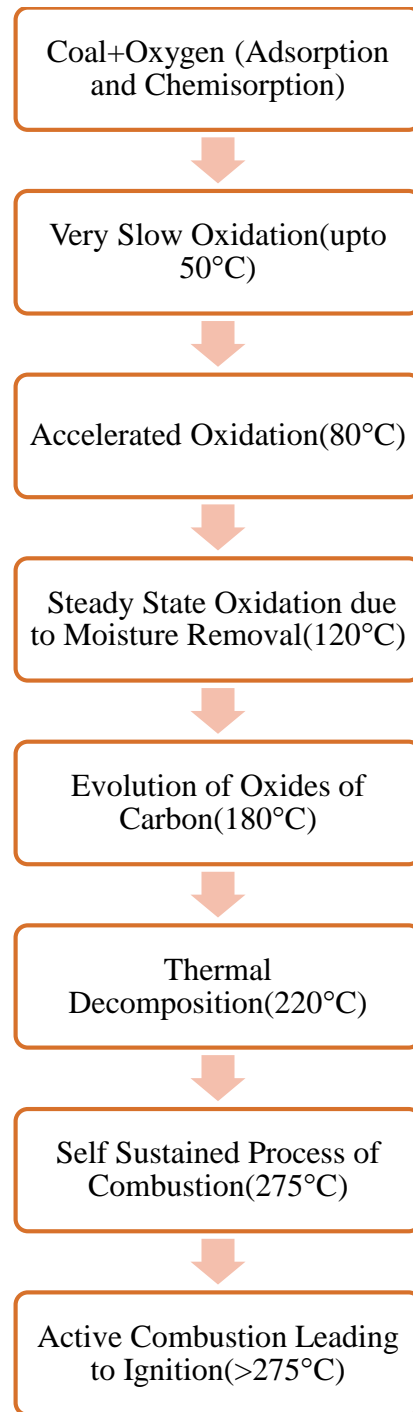 Coal+Oxygen (Adsorption
and Chemisorption)
Very Slow Oxidation(upto
50°C)
Accelerated Oxidation(80°C)
Steady State Oxidation due
to Moisture Removal(120°C)
Evolution of Oxides of
Carbon(180°C)
Thermal
Decomposition(220°C)
Self Sustained Process of
Combustion(275°C)
Active Combustion Leading
to Ignition(>275°C)